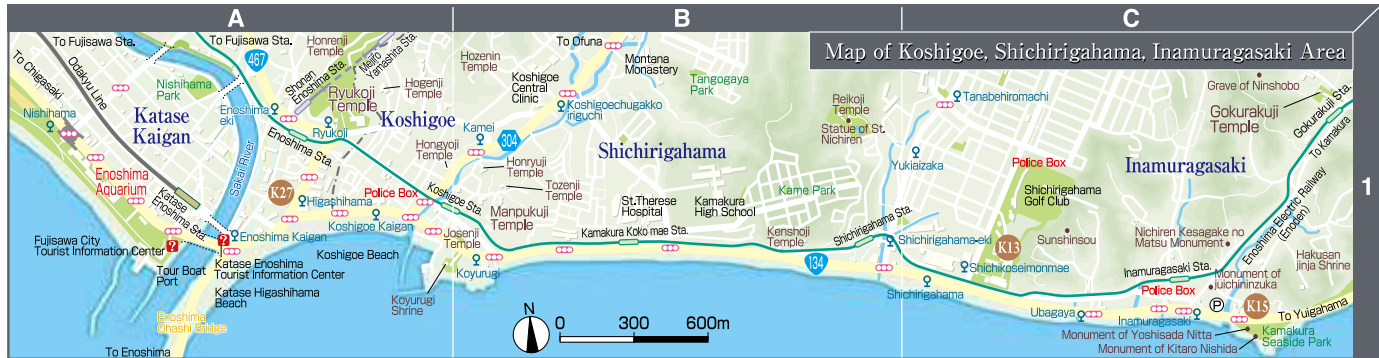 A
B
C
1
Map of Koshigoe, Shichirigahama, Inamuragasaki Area
To Fujisawa Sta.
To Fujisawa Sta.
To Chigasaki
Odakyu Line
467
Honrenji
Temple
Mejiro
Yamashita Sta.
Shonan
Enoshima Sta.
Nishihama
Nishihama
Park
Katase
Kaigan
Enoshima
eki
Ryukoji
Temple
Ryukoji
Hogenji
Temple
Koshigoe
Enoshima Sta.
Sakai River
Enoshima
Aquarium
Katase
Enoshima Sta.
K27
Higashihama
Hongyoji
Temple
Police Box
Koshigoe Kaigan
Enoshima Kaigan
Fujisawa City
Tourist Information Center
?
?
Tour Boat
Port
Katase Enoshima
Tourist Information Center
Koshigoe Beach
Katase Higashihama
Beach
Enoshima
Ohashi Bridge
To Enoshima
Josenji
Temple
Koyurugi
Shrine
Hozenin
Temple
To Ofuna
Montana
Monastery
Koshigoe
Central
Clinic
Koshigoechugakko
iriguchi
Kamei
304
Honryuji
Temple
Tozenji
Temple
Koshigoe Sta.
Manpukuji
Temple
Koyurugi
Tangogaya
Park
Shichirigahama
St.Therese
Hospital
Kamakura
High School
Kamakura Koko mae Sta.
Reikoji
Temple
Statue of St.
Nichiren
Kame Park
Kenshoji
Temple
134
Shichirigahama Sta.
Tanabehiromachi
Yukiaizaka
Police Box
Shichirigahama
Golf Club
Inamuragasaki
Shichirigahama-eki
K13
Sunshinsou
Shichikoseimonmae
Shichirigahama
Grave of Ninshobo
Gokurakuji
Temple
Gokurakuji Sta.
To Kamakura
Enoshima Electric Railway
(Enoden)
Nichiren Kesagake no
Matsu Monument
Hakusan
jinja Shrine
Inamuragasaki Sta.
Monument of
juichininzuka
Police Box
P
K15
Ubagaya
Inamuragasaki
To Yuigahama
Monument of Yoshisada Nitta
Monument of Kitaro Nishida
Kamakura
Seaside Park
N
0
300
600m